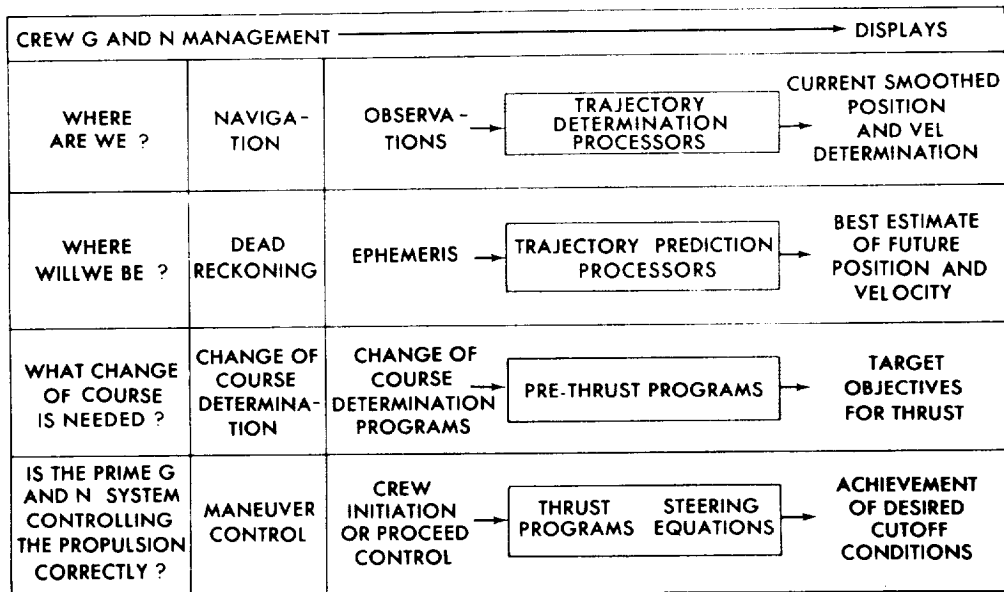 CREW G AND N MANAGEMENT DISPLAYS
WHERE
ARE WE ?
NAVIGA-
TION
OBSERVA-
TIONS
TRAJECTORY
DETERMINATION
PROCESSORS
CURRENT SMOOTHED
POSITION
AND VEL
DETERMINATION
WHERE
WILLWE BE ?
DEAD
RECKONING
EPHEMERIS
TRAJECTORY PREDICTION
PROCESSORS
BEST ESTIMATE
OF FUTURE
POSITION AND
VELOCITY
WHAT CHANGE
OF COURSE
IS NEEDED ?
CHANGE OF
COURSE
DETERMINA-
TION
CHANGE OF
COURSE
DETERMINATION
PROGRAMS
PRE-THRUST PROGRAMS
TARGET
OBJECTIVES
FOR THRUST
IS THE PRIME G
AND N SYSTEM
CONTROLLING
THE PROPULSION
CORRECTLY ?
MANEUVER
CONTROL
CREW
INITIATION
OR PROCEED
CONTROL
THRUST STEERING
PROGRAMS EQUATIONS
ACHIEVEMENT
OF DESIRED
CUTOFF
CONDITIONS